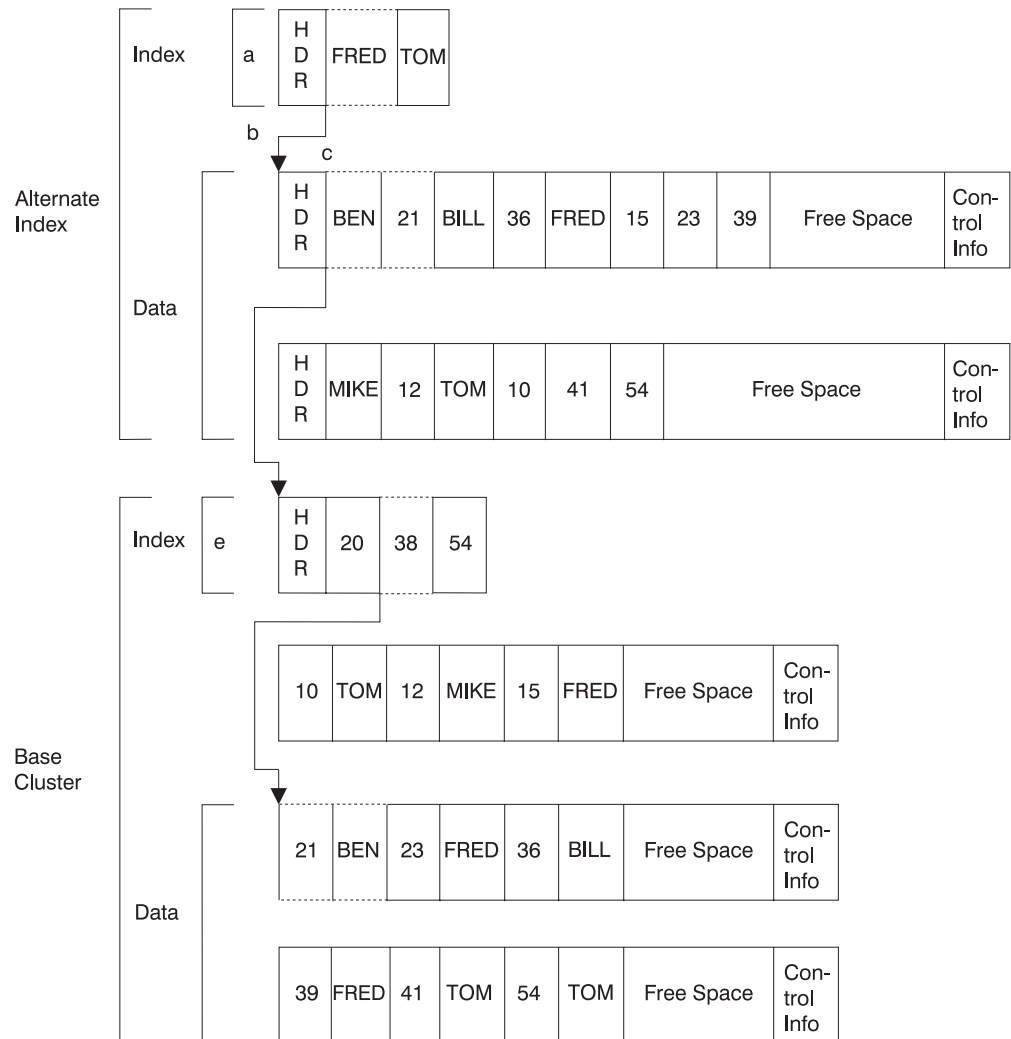 Index a H D R FRED TOM
b
c
Alternate Index
H D R BEN 21 BILL 36 FRED 15 23 39 Free Space Con- trol Info
Data
H D R MIKE 12 TOM 10 41 54 Free Space Con- trol Info
Index e H D R 20 38 54
10 TOM 12 MIKE 15 FRED Free Space Con- trol Info
Base Cluster
21 BEN 23 FRED 36 BILL Free Space Con- trol Info
Data
39 FRED 41 TOM 54 TOM Free Space Con- trol Info